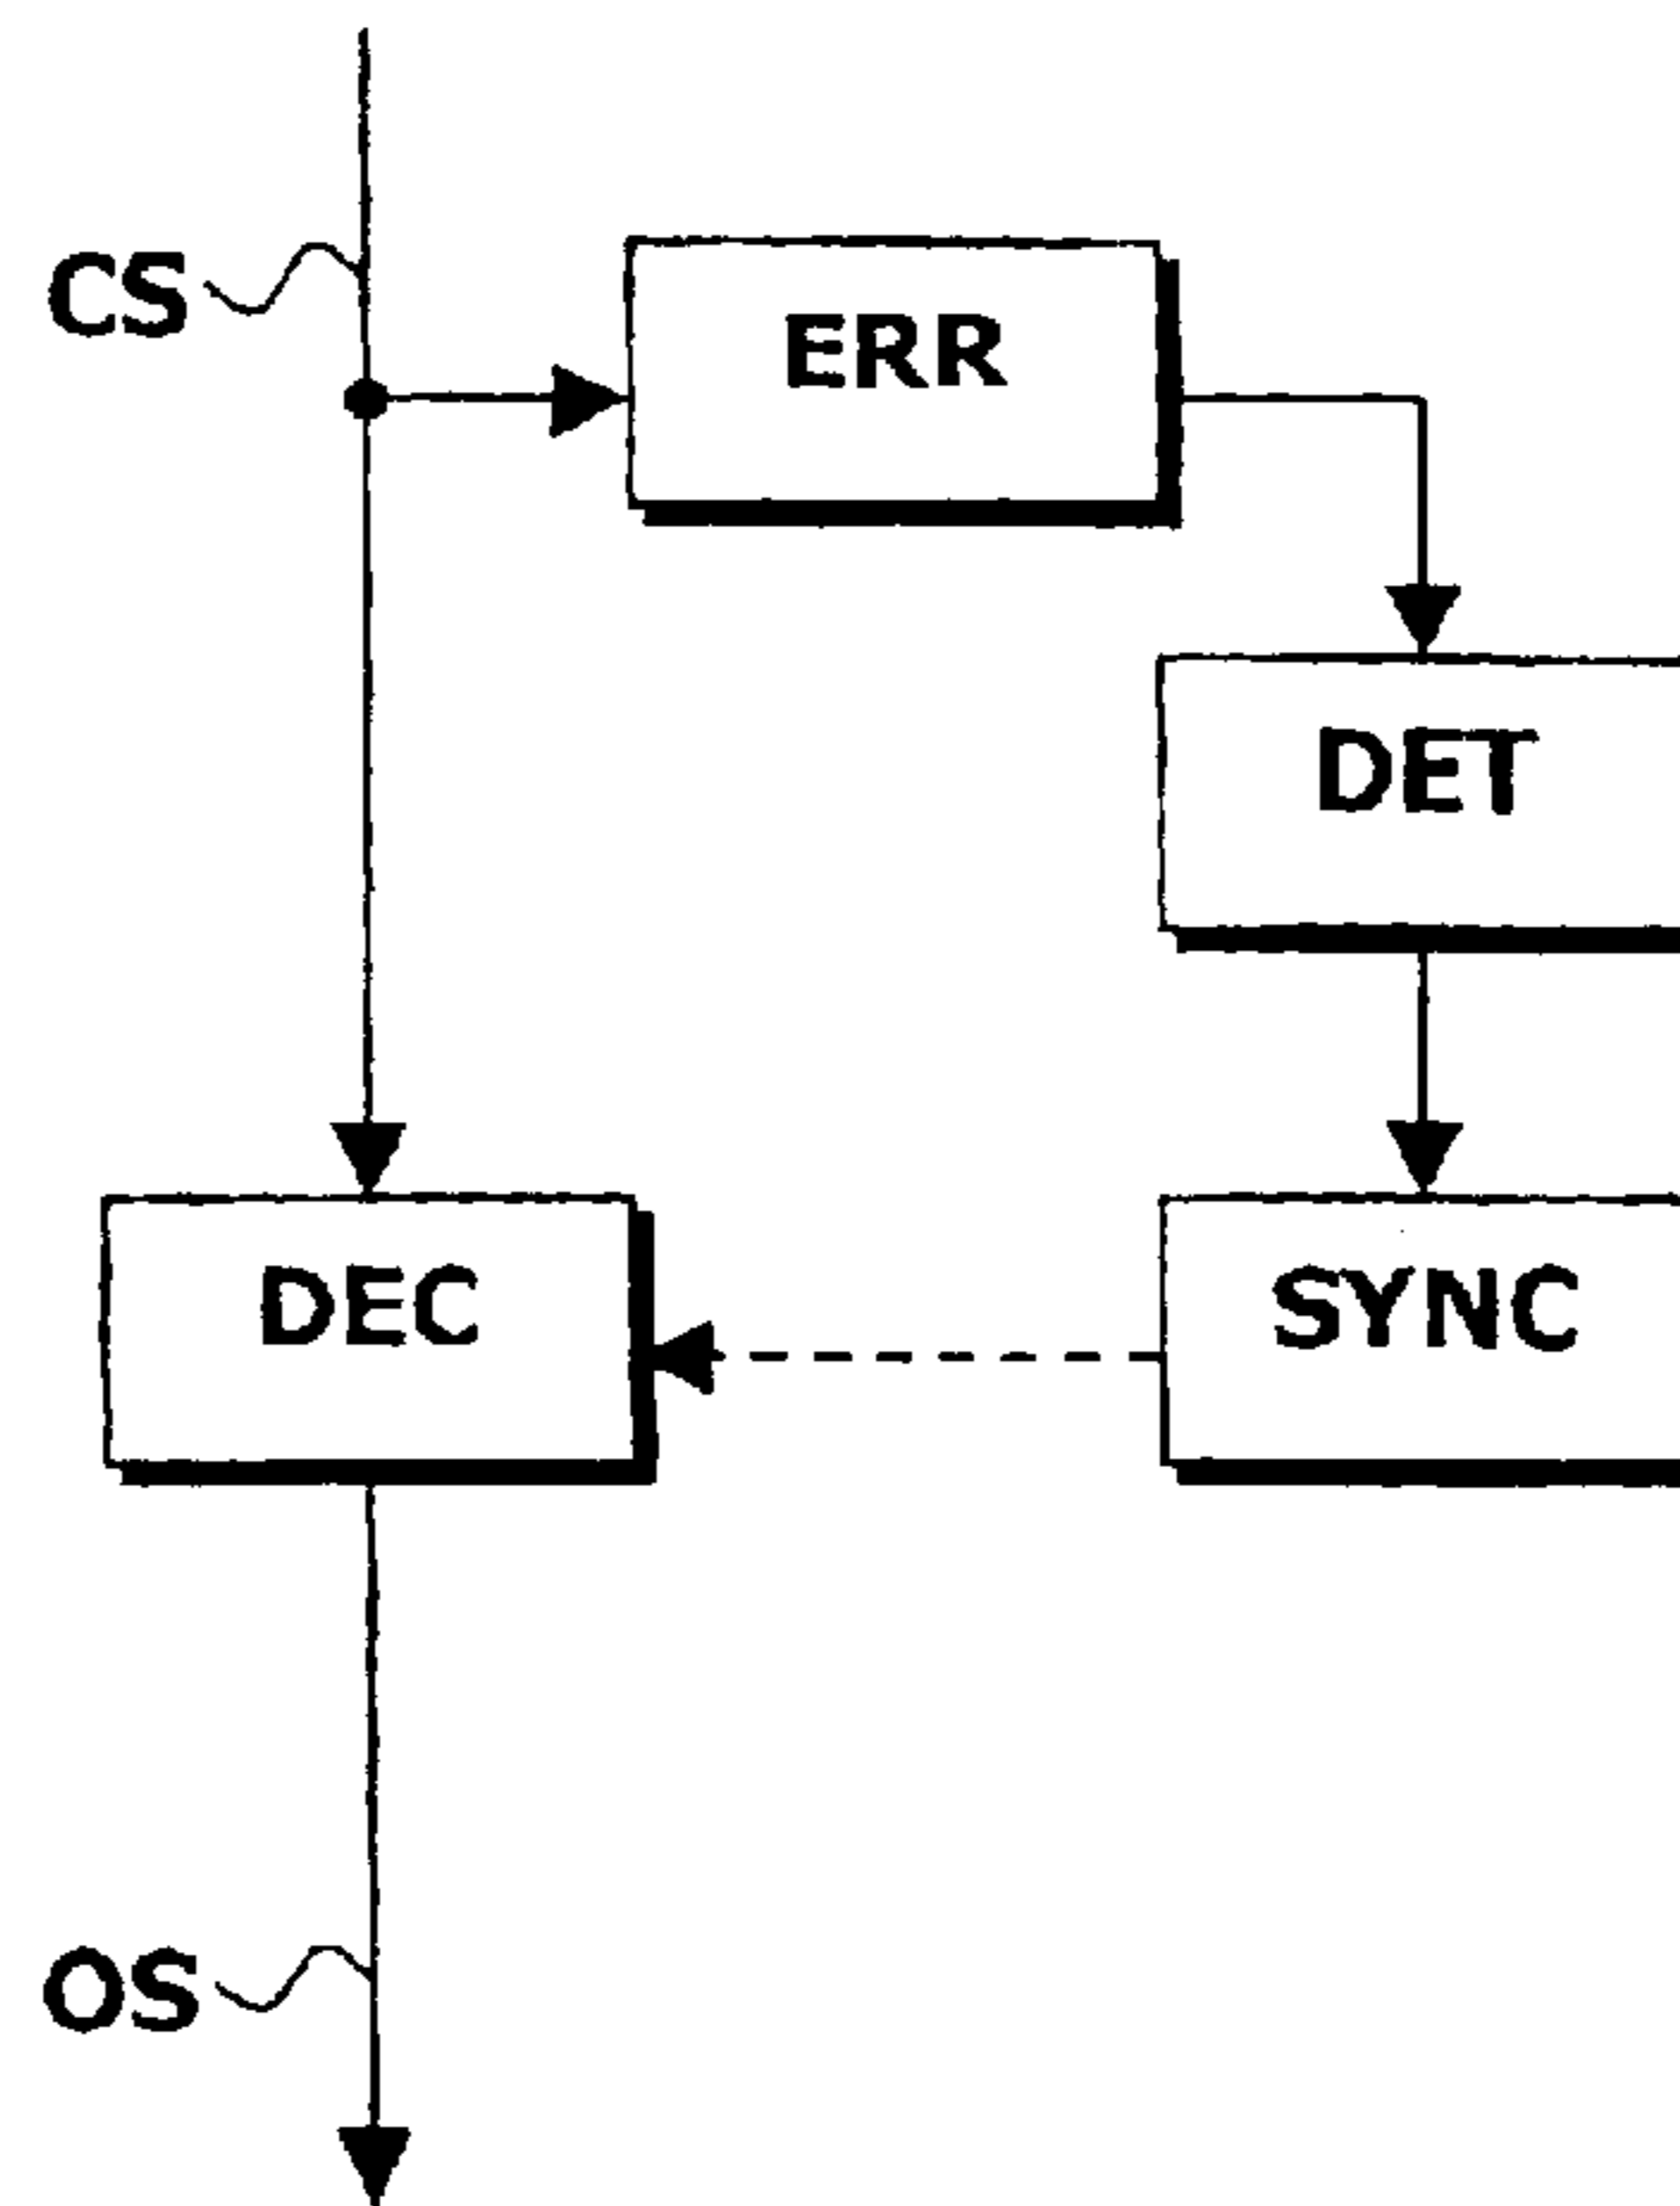 CS
ERR
DET
DEC
SYNC
OS